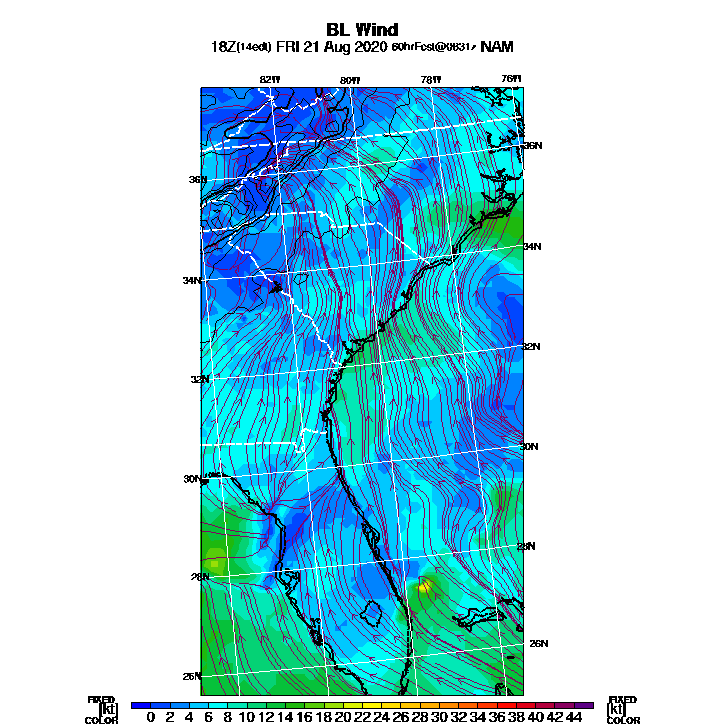 BL Wind
18Z(14edt) FRI 21 Aug 2020 60hrFcst@0831z NAM
82W 80W 78W 76W
36N 36N
34N 34N
32N 32N
30N 30N
28N 28N
26N 26N
FIXED FIXED
[kt] 0 2 4 6 8 10 12 14 16 18 20 22 24 26 28 30 32 34 36 38 40 42 44 [kt]
COLOR COLOR